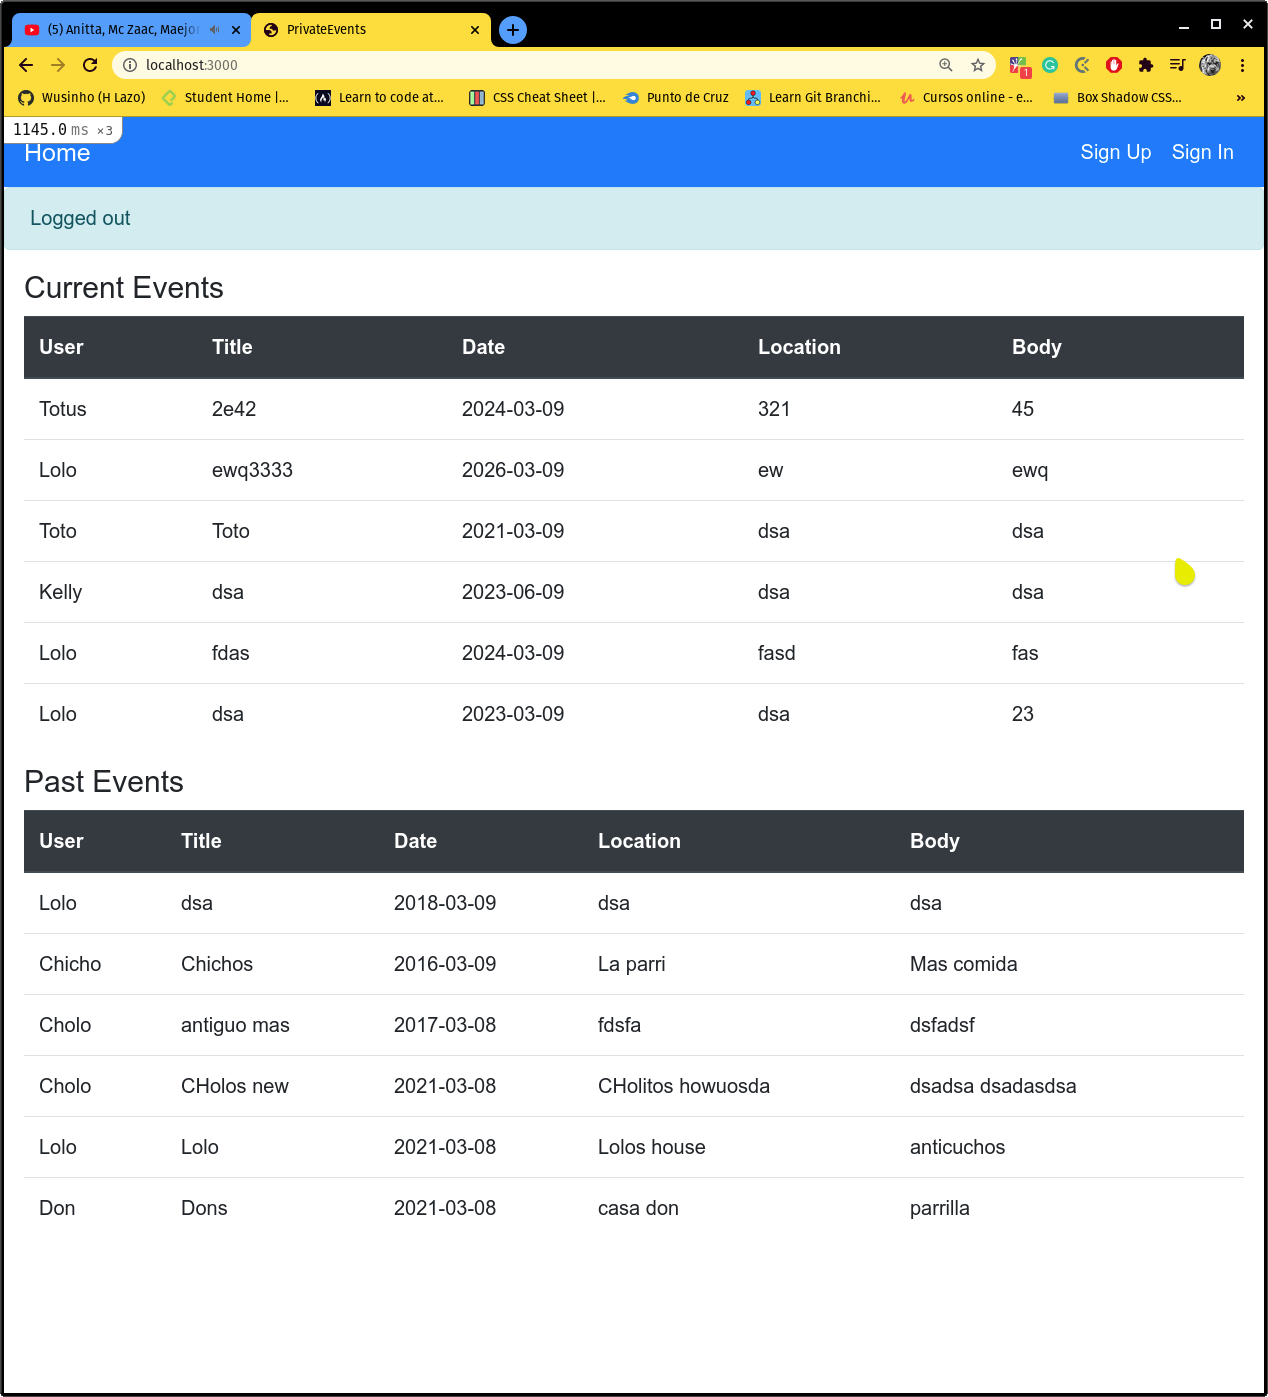 (5) Anitta, Mc Zaac, Maejor PrivateEvents
localhost:3000
1
Wusinho (H Lazo) Student Home |... Learn to code at... CSS Cheat Sheet |... Punto de Cruz Learn Git Branchi... Cursos online - e... Box Shadow CSS... »
1145.0 ms ×3
Home Sign Up Sign In
Logged out
Current Events
User Title Date Location Body
Totus 2e42 2024-03-09 321 45
Lolo ewq3333 2026-03-09 ew ewq
Toto Toto 2021-03-09 dsa dsa
Kelly dsa 2023-06-09 dsa dsa
Lolo fdas 2024-03-09 fasd fas
Lolo dsa 2023-03-09 dsa 23
Past Events
User Title Date Location Body
Lolo dsa 2018-03-09 dsa dsa
Chicho Chichos 2016-03-09 La parri Mas comida
Cholo antiguo mas 2017-03-08 fdsfa dsfadsf
Cholo CHolos new 2021-03-08 CHolitos howuosda dsadsa dsadasdsa
Lolo Lolo 2021-03-08 Lolos house anticuchos
Don Dons 2021-03-08 casa don parrilla